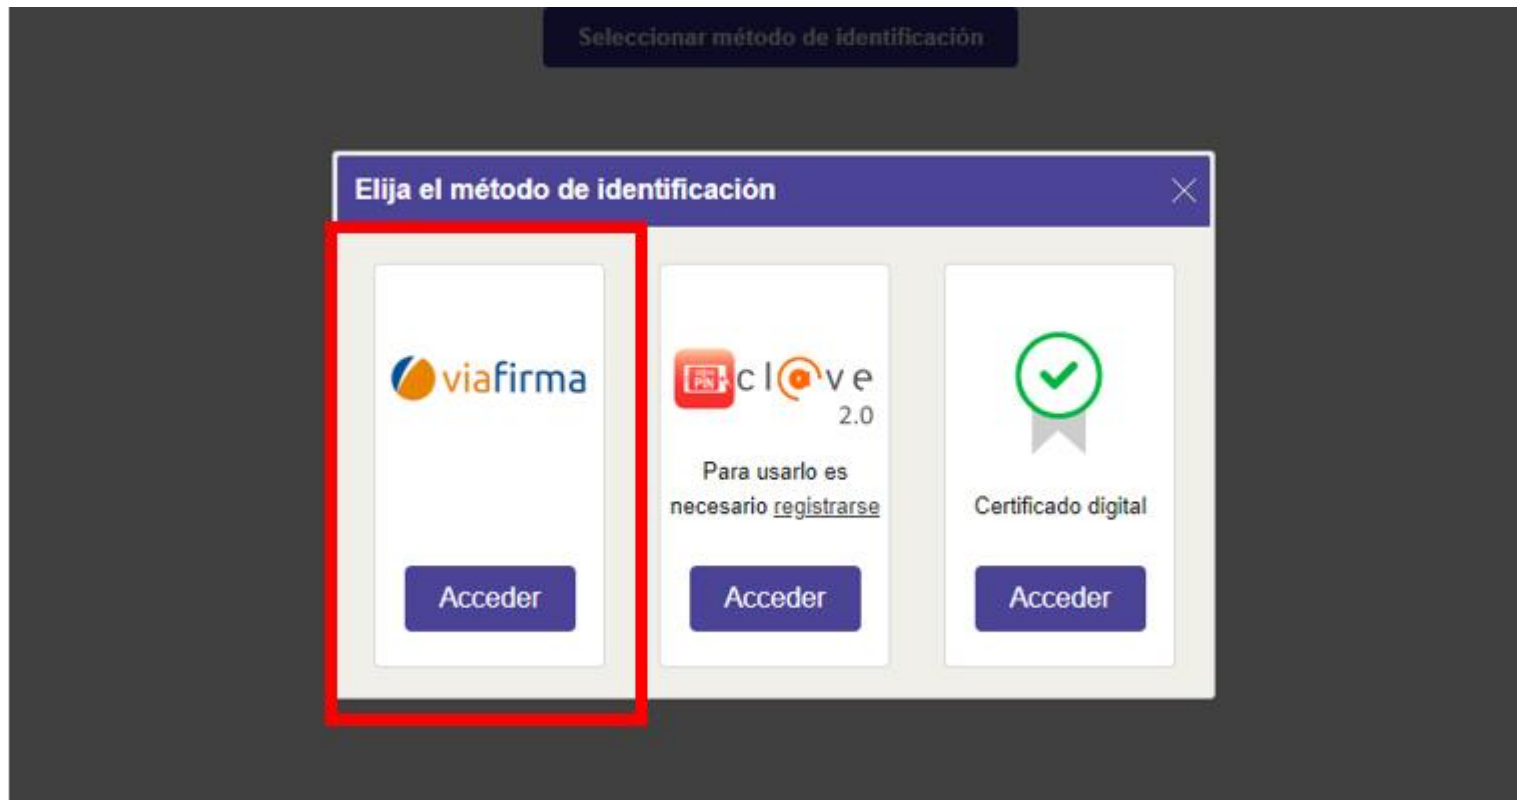 Seleccionar método de identificación
Elija el método de identificación
viafirma
cl@ve
2.0
Para usarlo es
necesario registrarse
Certificado digital
Acceder
Acceder
Acceder